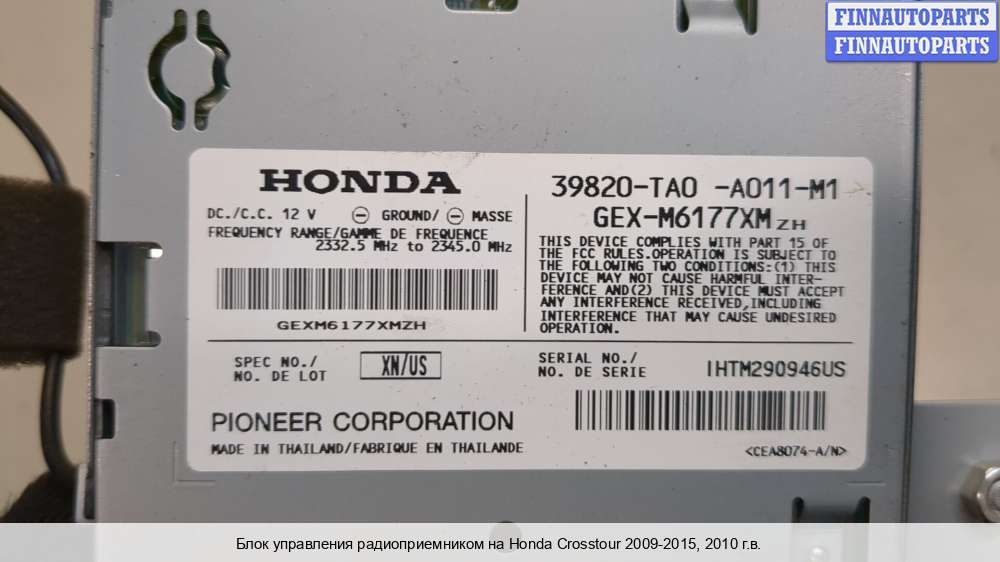 FINNAUTOPARTS
FINNAUTOPARTS
HONDA
DC./C.C. 12 V ⊖ GROUND/ ⊖ MASSE
FREQUENCY RANGE/GAMME DE FREQUENCE
2332.5 MHz to 2345.0 MHz
GEXM6177XMZH
39820-TA0 -A011-M1
GEX-M6177XM ZH
THIS DEVICE COMPLIES WITH PART 15 OF
THE FCC RULES.OPERATION IS SUBJECT TO
THE FOLLOWING TWO CONDITIONS:(1) THIS
DEVICE MAY NOT CAUSE HARMFUL INTER-
FERENCE AND(2) THIS DEVICE MUST ACCEPT
ANY INTERFERENCE RECEIVED,INCLUDING
INTERFERENCE THAT MAY CAUSE UNDESIRED
OPERATION.
SPEC NO./
NO. DE LOT
XN/US
SERIAL NO./
NO. DE SERIE
IHTM290946US
PIONEER CORPORATION
MADE IN THAILAND/FABRIQUE EN THAILANDE
<CEA8074-A/N>
Блок управления радиоприемником на Honda Crosstour 2009-2015, 2010 г.в.